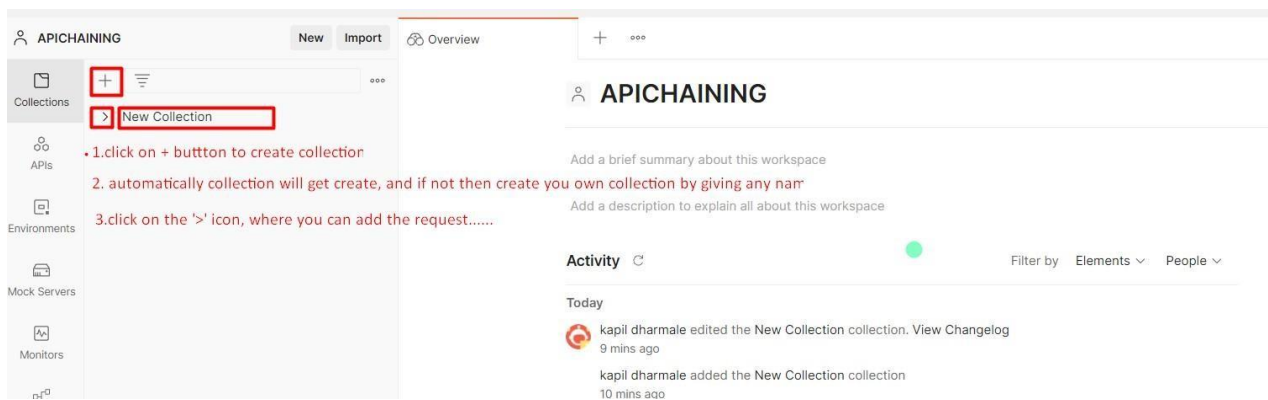 APICHAINING
New Import
Overview
Collections
New Collection
APIs
1.click on + buttton to create collection
2. automatically collection will get create, and if not then create you own collection by giving any nam
3.click on the '>' icon, where you can add the request......
Environments
Mock Servers
Monitors
APICHAINING
Add a brief summary about this workspace
Add a description to explain all about this workspace
Activity
Filter by Elements People
Today
kapil dharmale edited the New Collection collection. View Changelog
9 mins ago
kapil dharmale added the New Collection collection
10 mins ago